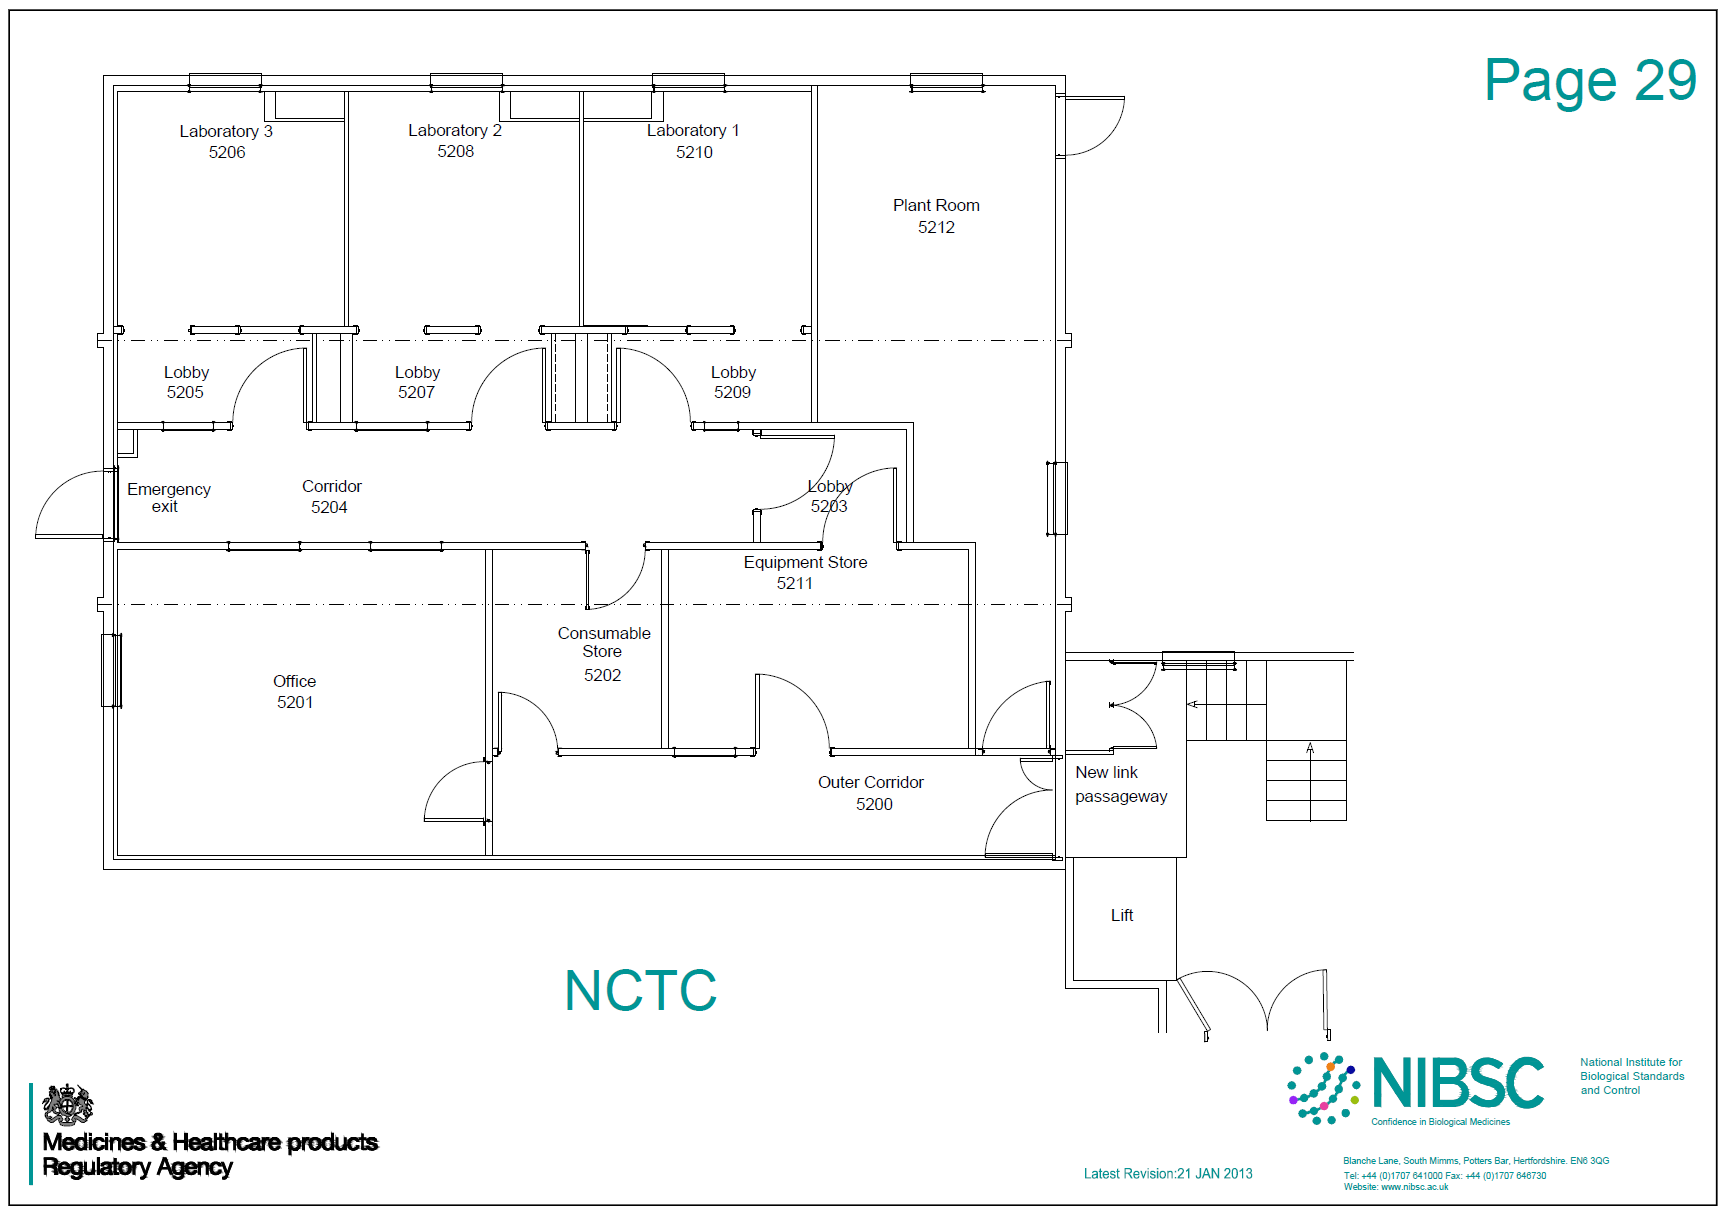 Page 29
Laboratory 3
5206
Laboratory 2
5208
Laboratory 1
5210
Plant Room
5212
Lobby
5205
Lobby
5207
Lobby
5209
Emergency
exit
Corridor
5204
Lobby
5203
Equipment Store
5211
Consumable
Store
5202
Office
5201
Outer Corridor
5200
New link
passageway
Lift
NCTC
Medicines & Healthcare products
Regulatory Agency
Latest Revision:21 JAN 2013
NIBSC
Confidence in Biological Medicines
National Institute for
Biological Standards
and Control
Blanche Lane, South Mimms, Potters Bar, Hertfordshire. EN6 3QG
Tel: +44 (0)1707 641000 Fax: +44 (0)1707 646730
Website: www.nibsc.ac.uk